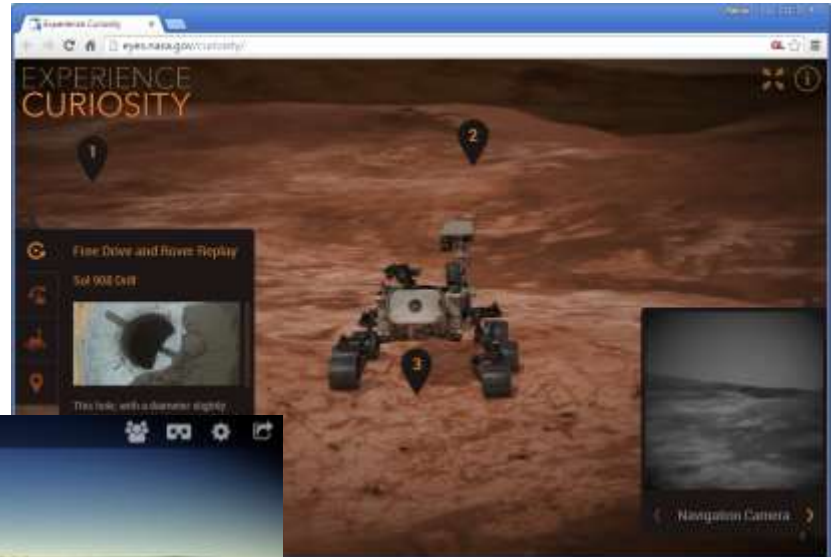 Experience Curiosity
eyes.nasa.gov/curiosity/
EXPERIENCE
CURIOSITY
1
2
Free Drive and Rover Replay
Sol 908 Drill
3
This hole, with a diameter slightly
Navigation Camera